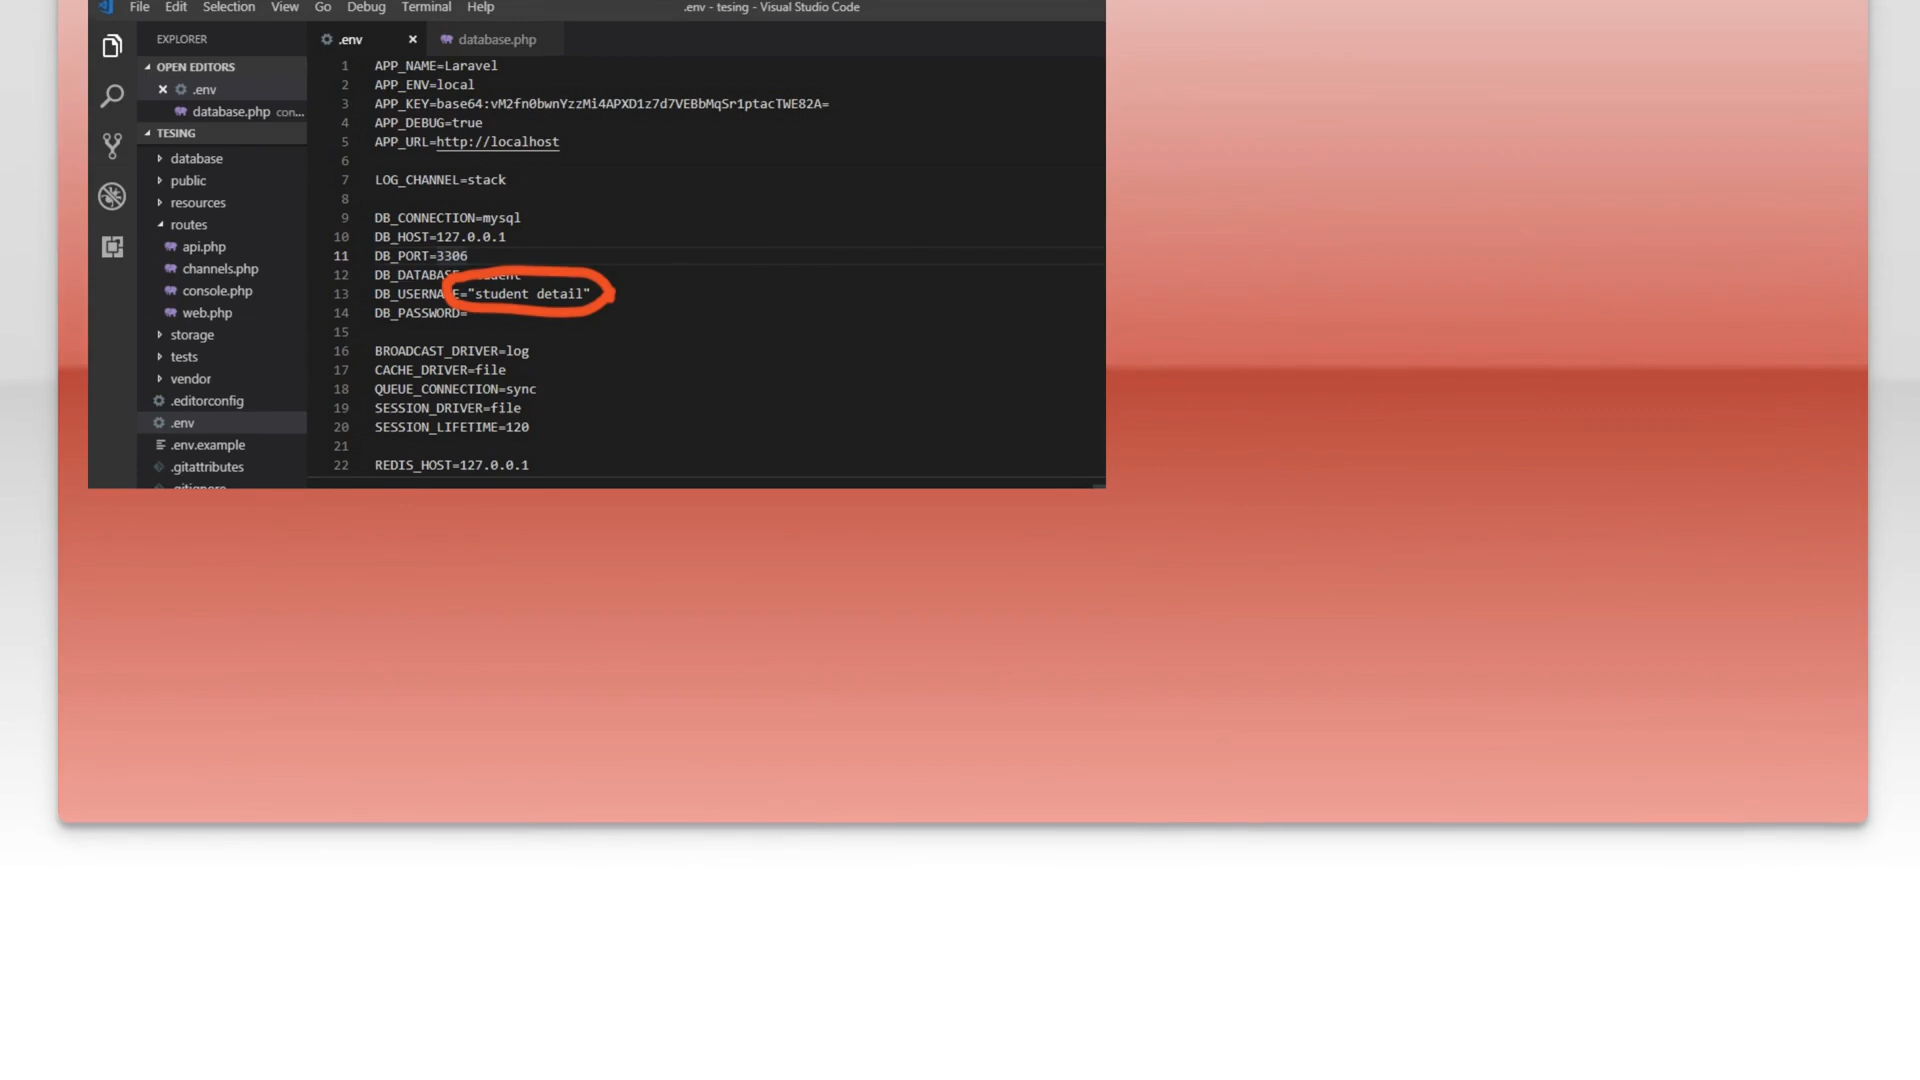 File Edit Selection View Go Debug Terminal Help .env - tesing - Visual Studio Code
EXPLORER
OPEN EDITORS
.env
database.php con...
TESING
database
public
resources
routes
api.php
channels.php
console.php
web.php
storage
tests
vendor
.editorconfig
.env
.env.example
.gitattributes
.gitignore
.env database.php
1 APP_NAME=Laravel
2 APP_ENV=local
3 APP_KEY=base64:vM2fn0bwnYzzMi4APXD1z7d7VEBbMqSr1ptacTWE82A=
4 APP_DEBUG=true
5 APP_URL=http://localhost
6
7 LOG_CHANNEL=stack
8
9 DB_CONNECTION=mysql
10 DB_HOST=127.0.0.1
11 DB_PORT=3306
12 DB_DATABASE
13 DB_USERNAME="student detail"
14 DB_PASSWORD=
15
16 BROADCAST_DRIVER=log
17 CACHE_DRIVER=file
18 QUEUE_CONNECTION=sync
19 SESSION_DRIVER=file
20 SESSION_LIFETIME=120
21
22 REDIS_HOST=127.0.0.1